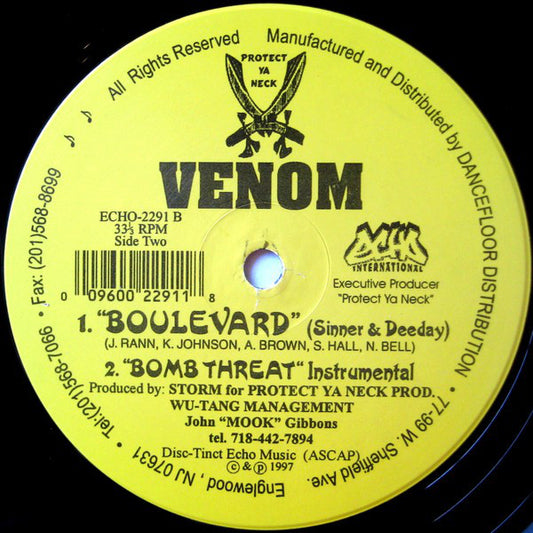 PROTECT
YA
NECK
VENOM
ECHO-2291 B
33⅓ RPM
Side Two
ECHO
INTERNATIONAL
Executive Producer
"Protect Ya Neck"
0 09600 22911 8
1. "BOULEVARD" (Sinner & Deeday)
(J. RANN, K. JOHNSON, A. BROWN, S. HALL, N. BELL)
2. "BOMB THREAT" Instrumental
Produced by: STORM for PROTECT YA NECK PROD.
WU-TANG MANAGEMENT
John "MOOK" Gibbons
tel. 718-442-7894
Disc-Tinct Echo Music (ASCAP)
© & ℗ 1997
♪ ♪ All Rights Reserved Manufactured and Distributed by DANCEFLOOR DISTRIBUTION • 77-99 W. Sheffield Ave. Englewood, NJ 07631 • Tel:(201)568-7066 • Fax: (201)568-8699